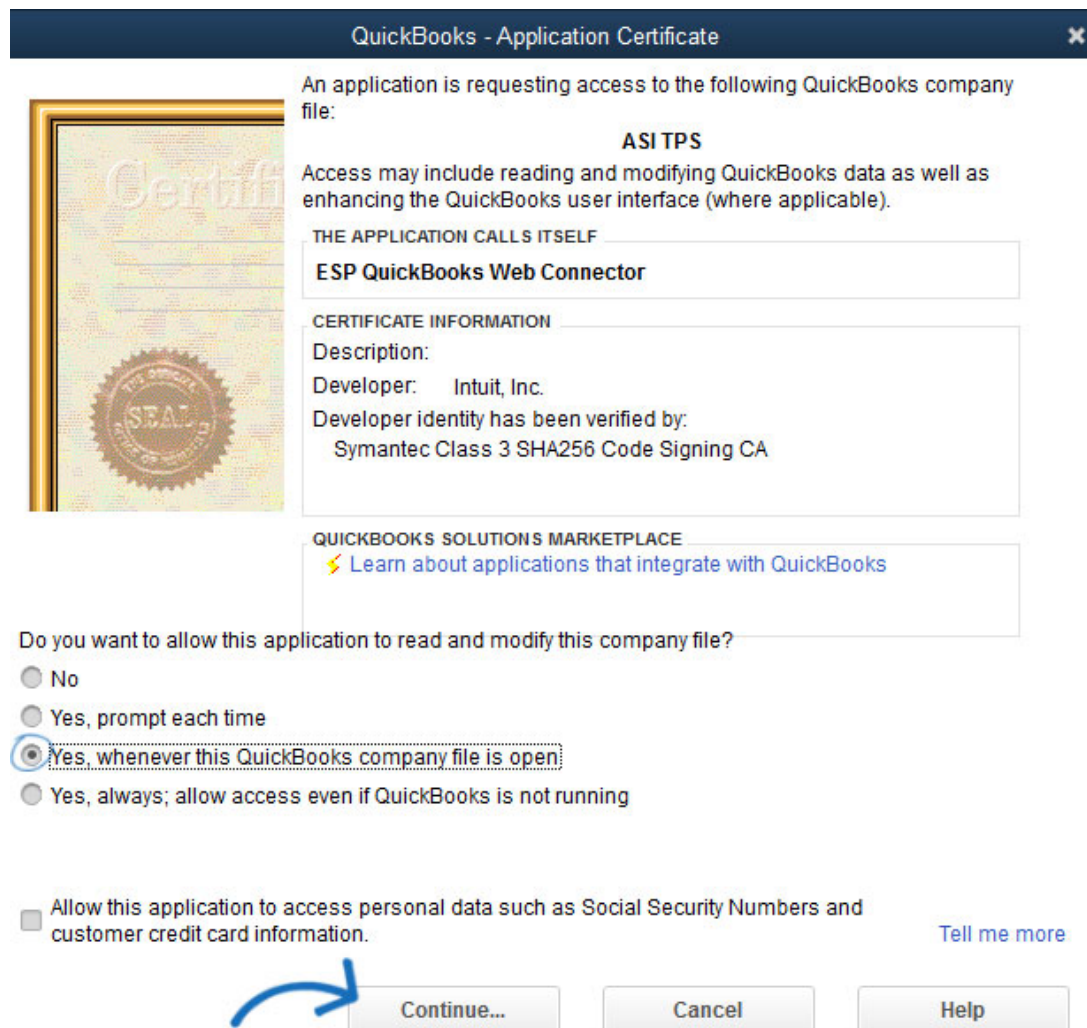 QuickBooks - Application Certificate
An application is requesting access to the following QuickBooks company
file:
ASI TPS
Access may include reading and modifying QuickBooks data as well as
enhancing the QuickBooks user interface (where applicable).
Certifi
THE APPLICATION CALLS ITSELF
ESP QuickBooks Web Connector
CERTIFICATE INFORMATION
Description:
Developer: Intuit, Inc.
Developer identity has been verified by:
Symantec Class 3 SHA256 Code Signing CA
SEAL
QUICKBOOKS SOLUTIONS MARKETPLACE
Learn about applications that integrate with QuickBooks
Do you want to allow this application to read and modify this company file?
No
Yes, prompt each time
Yes, whenever this QuickBooks company file is open
Yes, always; allow access even if QuickBooks is not running
Allow this application to access personal data such as Social Security Numbers and
customer credit card information.
Tell me more
Continue...
Cancel
Help